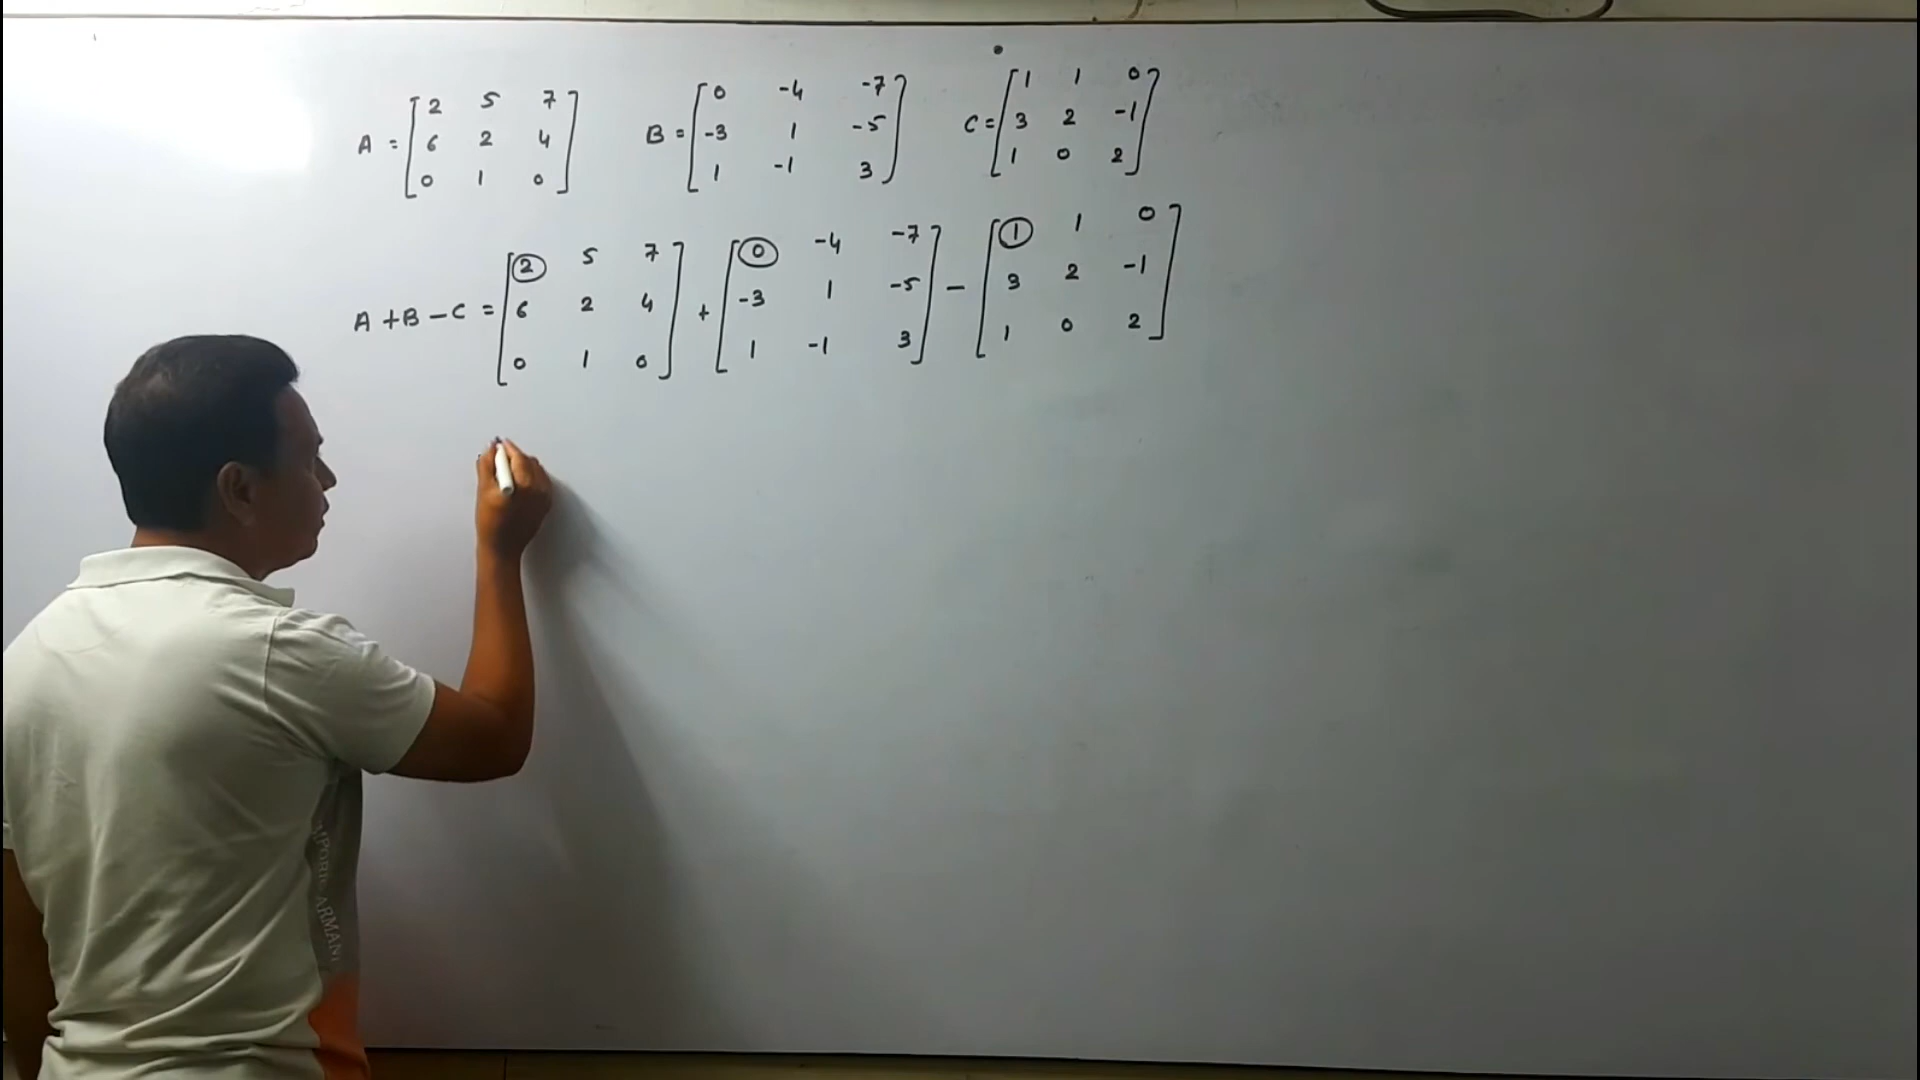 A = [2 5 7 B = [0 -4 -7 C = [1 1 0
6 2 4] -3 1 -5] 3 2 -1]
0 1 0 1 -1 3 1 0 2
A + B - C = [2 5 7 + [0 -4 -7 - [1 1 0
6 2 4] -3 1 -5] 3 2 -1]
0 1 0 1 -1 3 1 0 2
MPORIO ARMANI